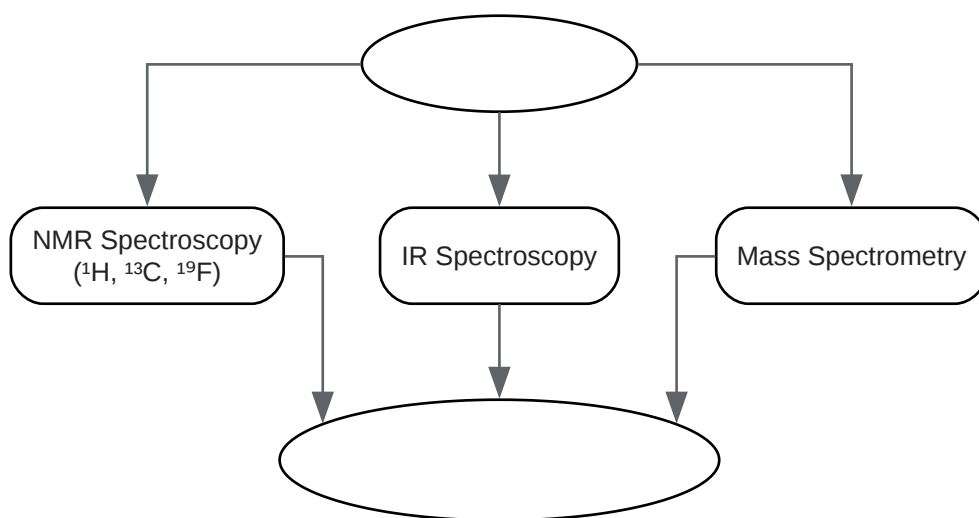 NMR Spectroscopy
(¹H, ¹³C, ¹⁹F)
IR Spectroscopy
Mass Spectrometry